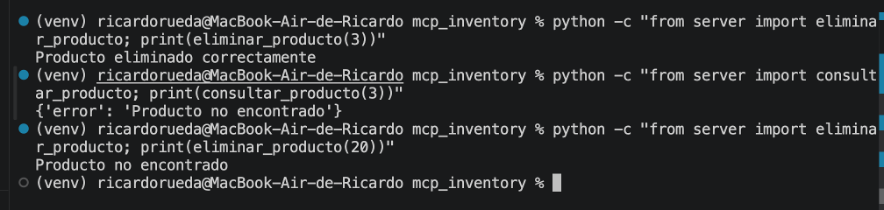 (venv) ricardorueda@MacBook-Air-de-Ricardo mcp_inventory % python -c "from server import elimina
r_producto; print(eliminar_producto(3))"
Producto eliminado correctamente
(venv) ricardorueda@MacBook-Air-de-Ricardo mcp_inventory % python -c "from server import consult
ar_producto; print(consultar_producto(3))"
{'error': 'Producto no encontrado'}
(venv) ricardorueda@MacBook-Air-de-Ricardo mcp_inventory % python -c "from server import elimina
r_producto; print(eliminar_producto(20))"
Producto no encontrado
(venv) ricardorueda@MacBook-Air-de-Ricardo mcp_inventory %